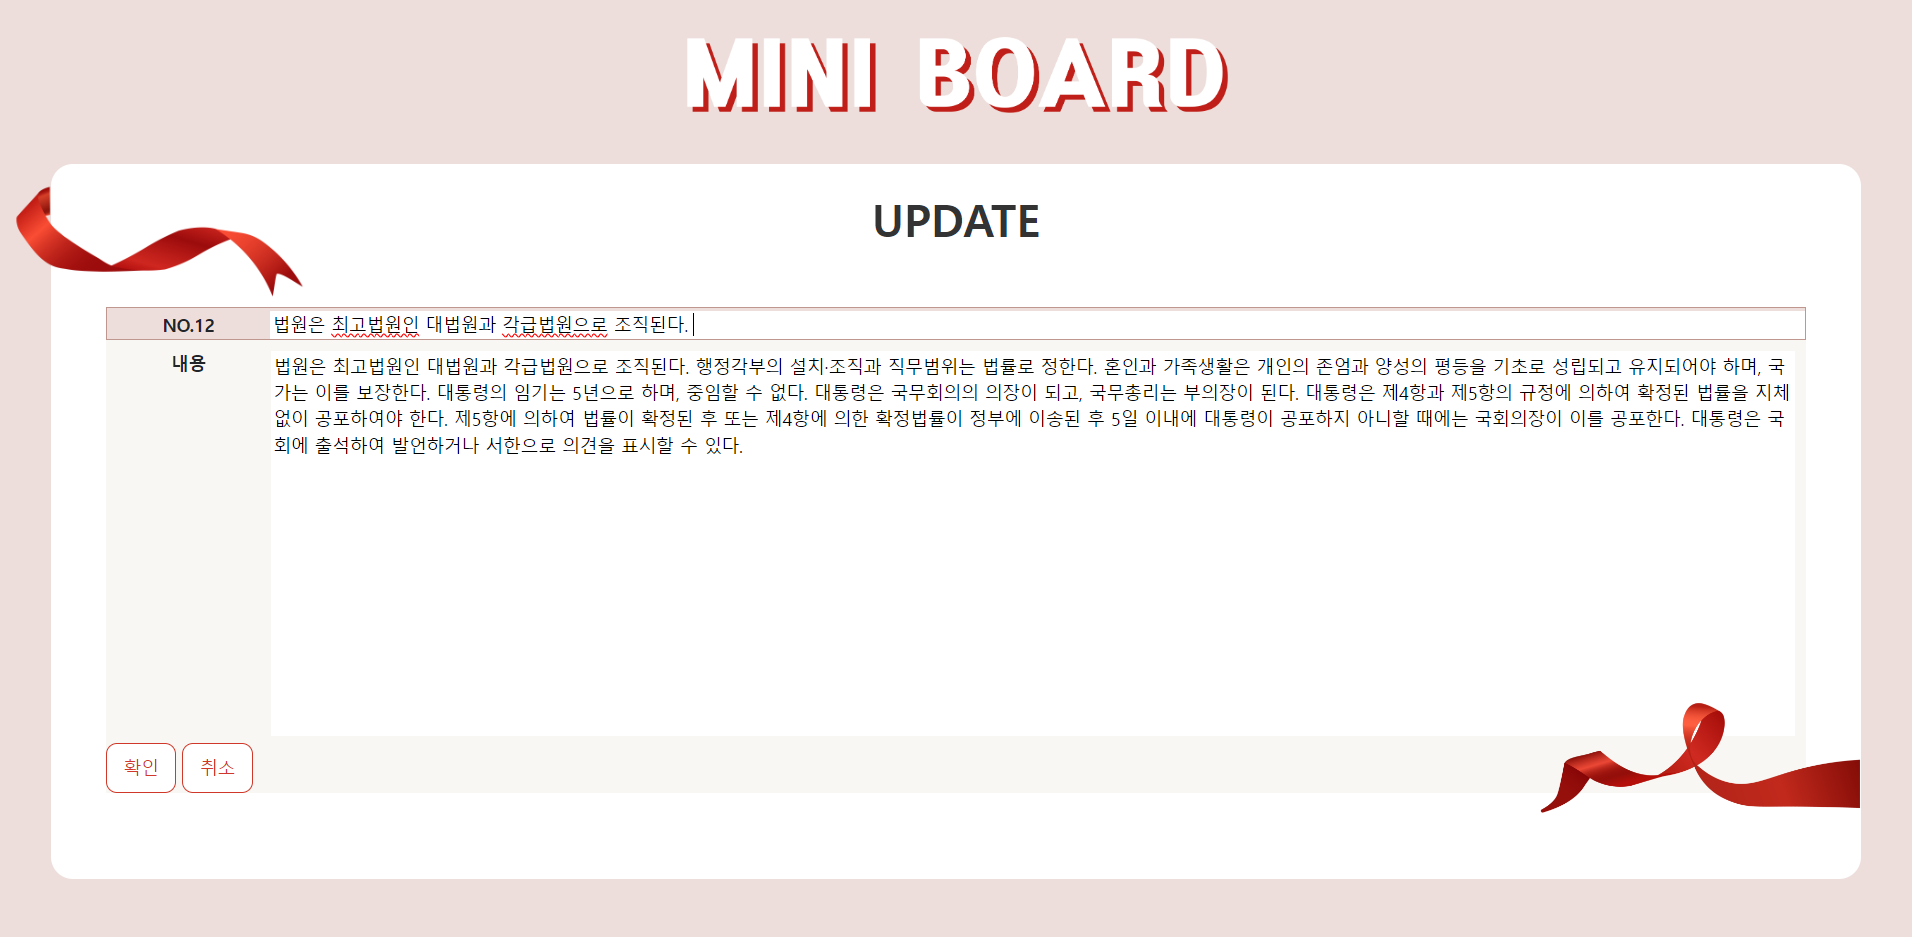 MINI BOARD
UPDATE
NO.12 법원은 최고법원인 대법원과 각급법원으로 조직된다.
내용
법원은 최고법원인 대법원과 각급법원으로 조직된다. 행정각부의 설치·조직과 직무범위는 법률로 정한다. 혼인과 가족생활은 개인의 존엄과 양성의 평등을 기초로 성립되고 유지되어야 하며, 국
가는 이를 보장한다. 대통령의 임기는 5년으로 하며, 중임할 수 없다. 대통령은 국무회의의 의장이 되고, 국무총리는 부의장이 된다. 대통령은 제4항과 제5항의 규정에 의하여 확정된 법률을 지체
없이 공포하여야 한다. 제5항에 의하여 법률이 확정된 후 또는 제4항에 의한 확정법률이 정부에 이송된 후 5일 이내에 대통령이 공포하지 아니할 때에는 국회의장이 이를 공포한다. 대통령은 국
회에 출석하여 발언하거나 서한으로 의견을 표시할 수 있다.
확인 취소